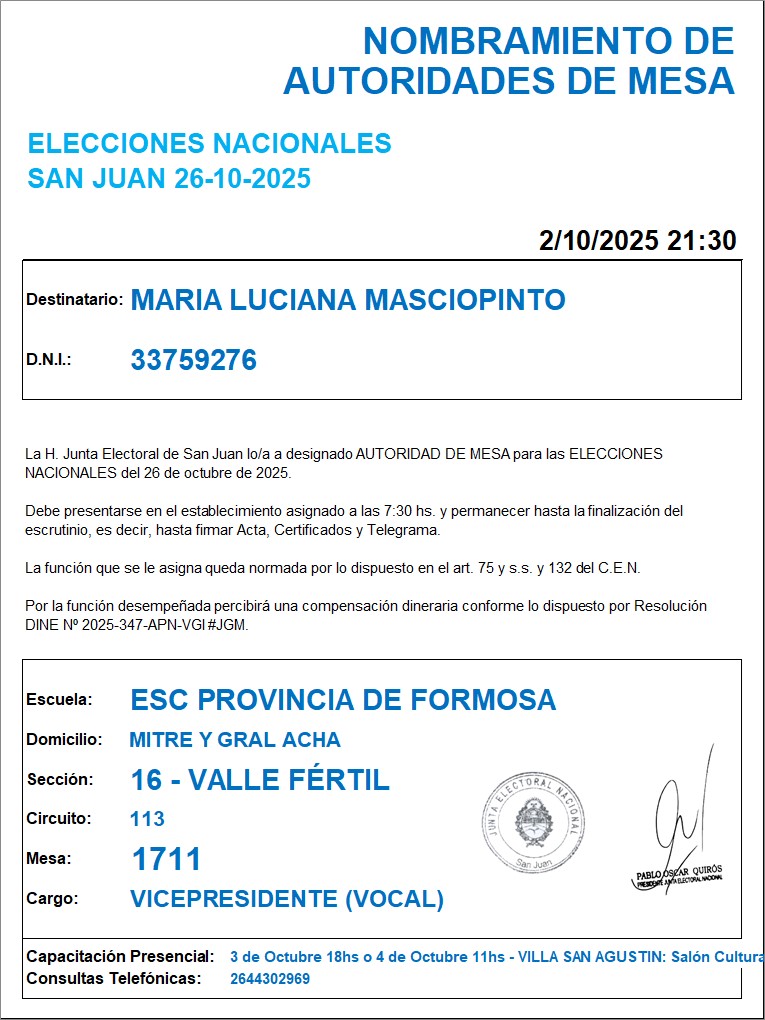 NOMBRAMIENTO DE
AUTORIDADES DE MESA
ELECCIONES NACIONALES
SAN JUAN 26-10-2025
2/10/2025 21:30
Destinatario: MARIA LUCIANA MASCIOPINTO
D.N.I.: 33759276
La H. Junta Electoral de San Juan lo/a a designado AUTORIDAD DE MESA para las ELECCIONES
NACIONALES del 26 de octubre de 2025.
Debe presentarse en el establecimiento asignado a las 7:30 hs. y permanecer hasta la finalización del
escrutinio, es decir, hasta firmar Acta, Certificados y Telegrama.
La función que se le asigna queda normada por lo dispuesto en el art. 75 y s.s. y 132 del C.E.N.
Por la función desempeñada percibirá una compensación dineraria conforme lo dispuesto por Resolución
DINE Nº 2025-347-APN-VGI#JGM.
Escuela: ESC PROVINCIA DE FORMOSA
Domicilio: MITRE Y GRAL ACHA
Sección: 16 - VALLE FÉRTIL
Circuito: 113
Mesa: 1711
Cargo: VICEPRESIDENTE (VOCAL)
JUNTA ELECTORAL NACIONAL
San Juan
PABLO OSCAR QUIRÓS
PRESIDENTE JUNTA ELECTORAL NACIONAL
Capacitación Presencial: 3 de Octubre 18hs o 4 de Octubre 11hs - VILLA SAN AGUSTIN: Salón Cultura
Consultas Telefónicas: 2644302969